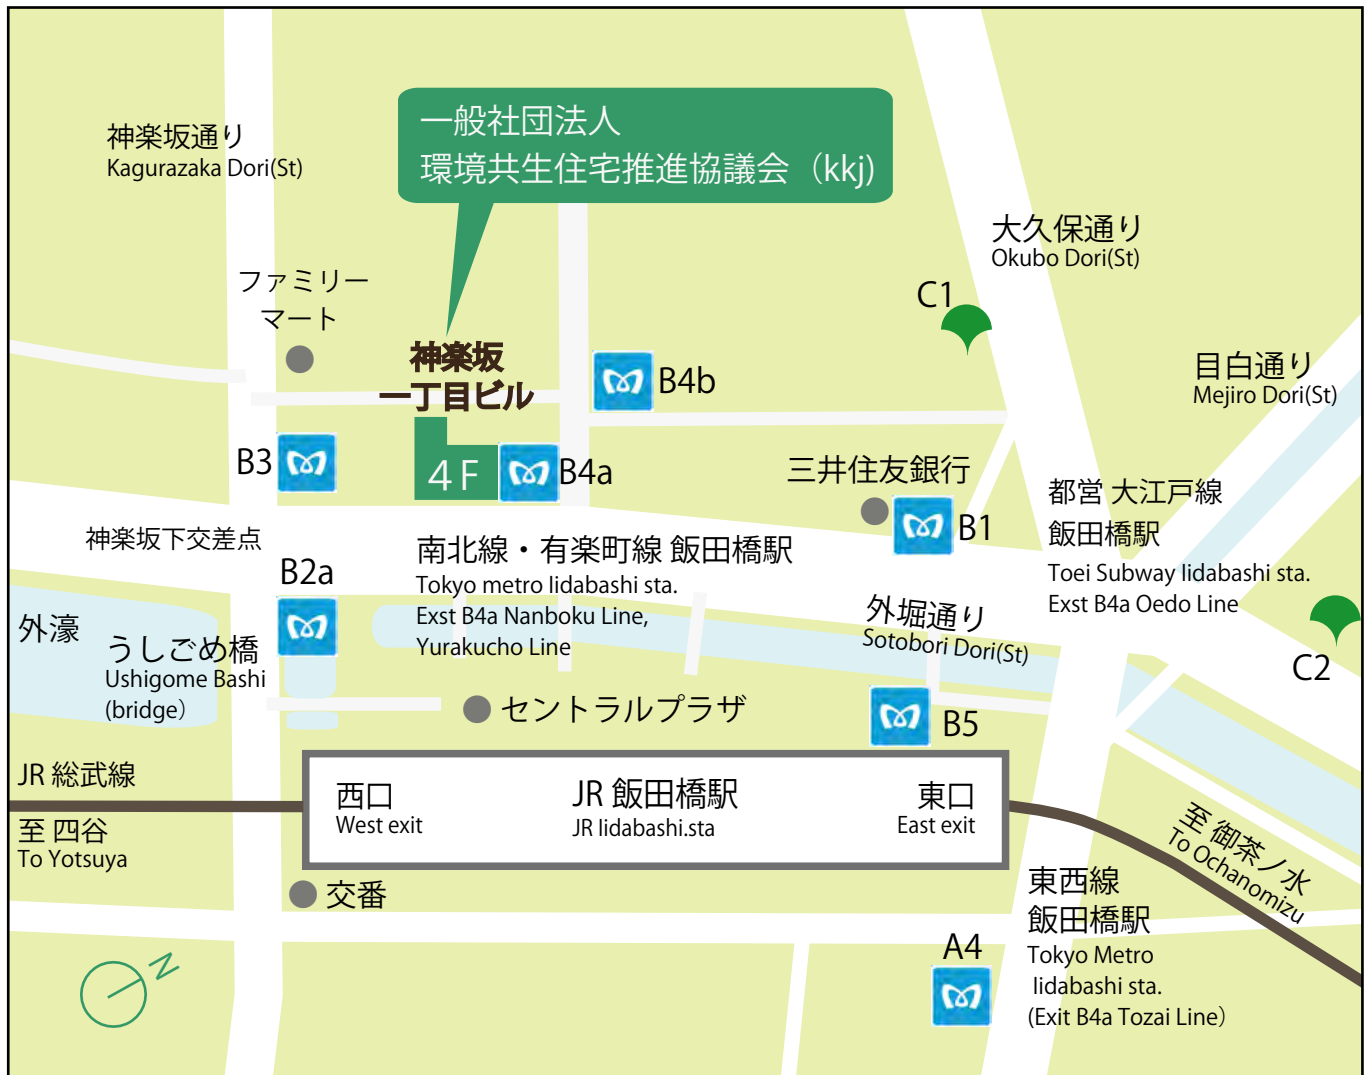 一般社団法人
環境共生住宅推進協議会（kkj)
神楽坂通り
Kagurazaka Dori(St)
大久保通り
Okubo Dori(St)
ファミリー
マート
C1
神楽坂
一丁目ビル
B4b
目白通り
Mejiro Dori(St)
B3
4F
B4a
三井住友銀行
B1
都営 大江戸線
飯田橋駅
Toei Subway Iidabashi sta.
Exst B4a Oedo Line
神楽坂下交差点
南北線・有楽町線 飯田橋駅
Tokyo metro Iidabashi sta.
Exst B4a Nanboku Line,
Yurakucho Line
B2a
外堀通り
Sotobori Dori(St)
外濠
うしごめ橋
Ushigome Bashi
(bridge）
C2
セントラルプラザ
B5
JR 総武線
至 四谷
To Yotsuya
西口
West exit
JR 飯田橋駅
JR Iidabashi.sta
東口
East exit
至 御茶ノ水
To Ochanomizu
交番
東西線
飯田橋駅
Tokyo Metro
Iidabashi sta.
(Exit B4a Tozai Line）
A4
N